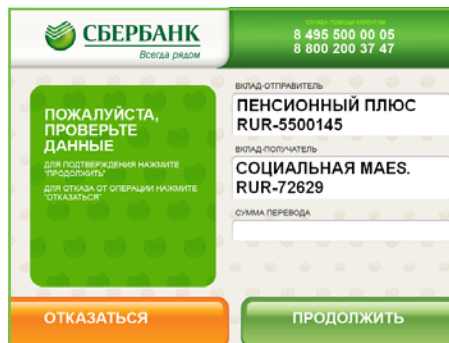 СБЕРБАНК
Всегда рядом
СЛУЖБА ПОМОЩИ КЛИЕНТАМ
8 495 500 00 05
8 800 200 37 47
ПОЖАЛУЙСТА,
ПРОВЕРЬТЕ
ДАННЫЕ
ДЛЯ ПОДТВЕРЖДЕНИЯ НАЖМИТЕ
"ПРОДОЛЖИТЬ"
ДЛЯ ОТКАЗА ОТ ОПЕРАЦИИ НАЖМИТЕ
"ОТКАЗАТЬСЯ"
ВКЛАД-ОТПРАВИТЕЛЬ
ПЕНСИОННЫЙ ПЛЮС
RUR-5500145
ВКЛАД-ПОЛУЧАТЕЛЬ
СОЦИАЛЬНАЯ MAES.
RUR-72629
СУММА ПЕРЕВОДА
ОТКАЗАТЬСЯ
ПРОДОЛЖИТЬ